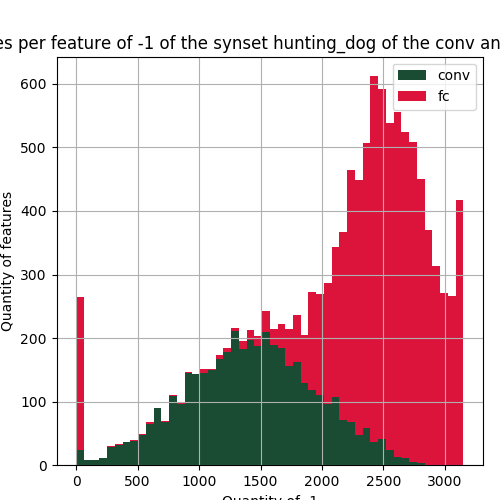 es per feature of -1 of the synset hunting_dog of the conv an
conv
fc
Quantity of features
600
500
400
300
200
100
0
0 500 1000 1500 2000 2500 3000
Quantity of -1